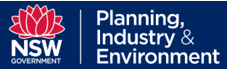 NSW
GOVERNMENT
Planning,
Industry &
Environment